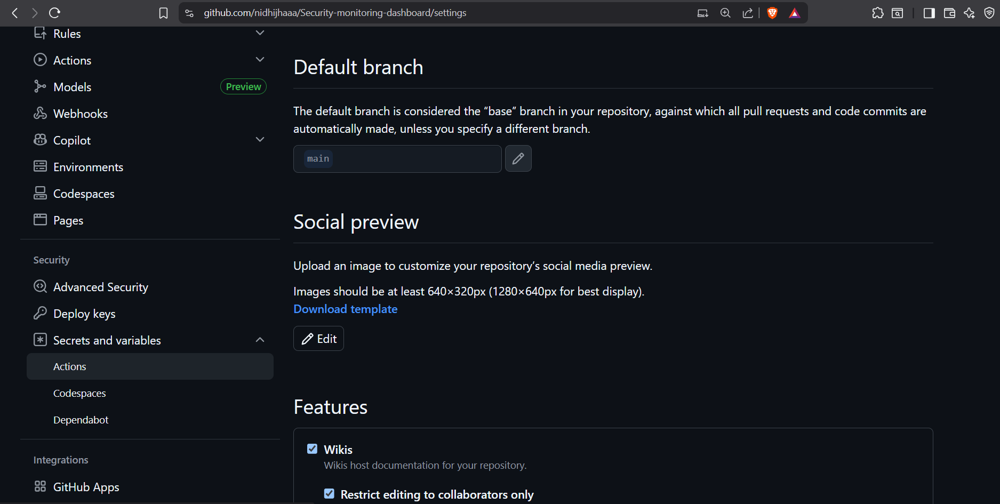 github.com/nidhijhaaa/Security-monitoring-dashboard/settings
Rules
Actions
Models
Preview
Webhooks
Copilot
Environments
Codespaces
Pages
Security
Advanced Security
Deploy keys
Secrets and variables
Actions
Codespaces
Dependabot
Integrations
GitHub Apps
Default branch
The default branch is considered the “base” branch in your repository, against which all pull requests and code commits are
automatically made, unless you specify a different branch.
main
Social preview
Upload an image to customize your repository’s social media preview.
Images should be at least 640×320px (1280×640px for best display).
Download template
Edit
Features
Wikis
Wikis host documentation for your repository.
Restrict editing to collaborators only